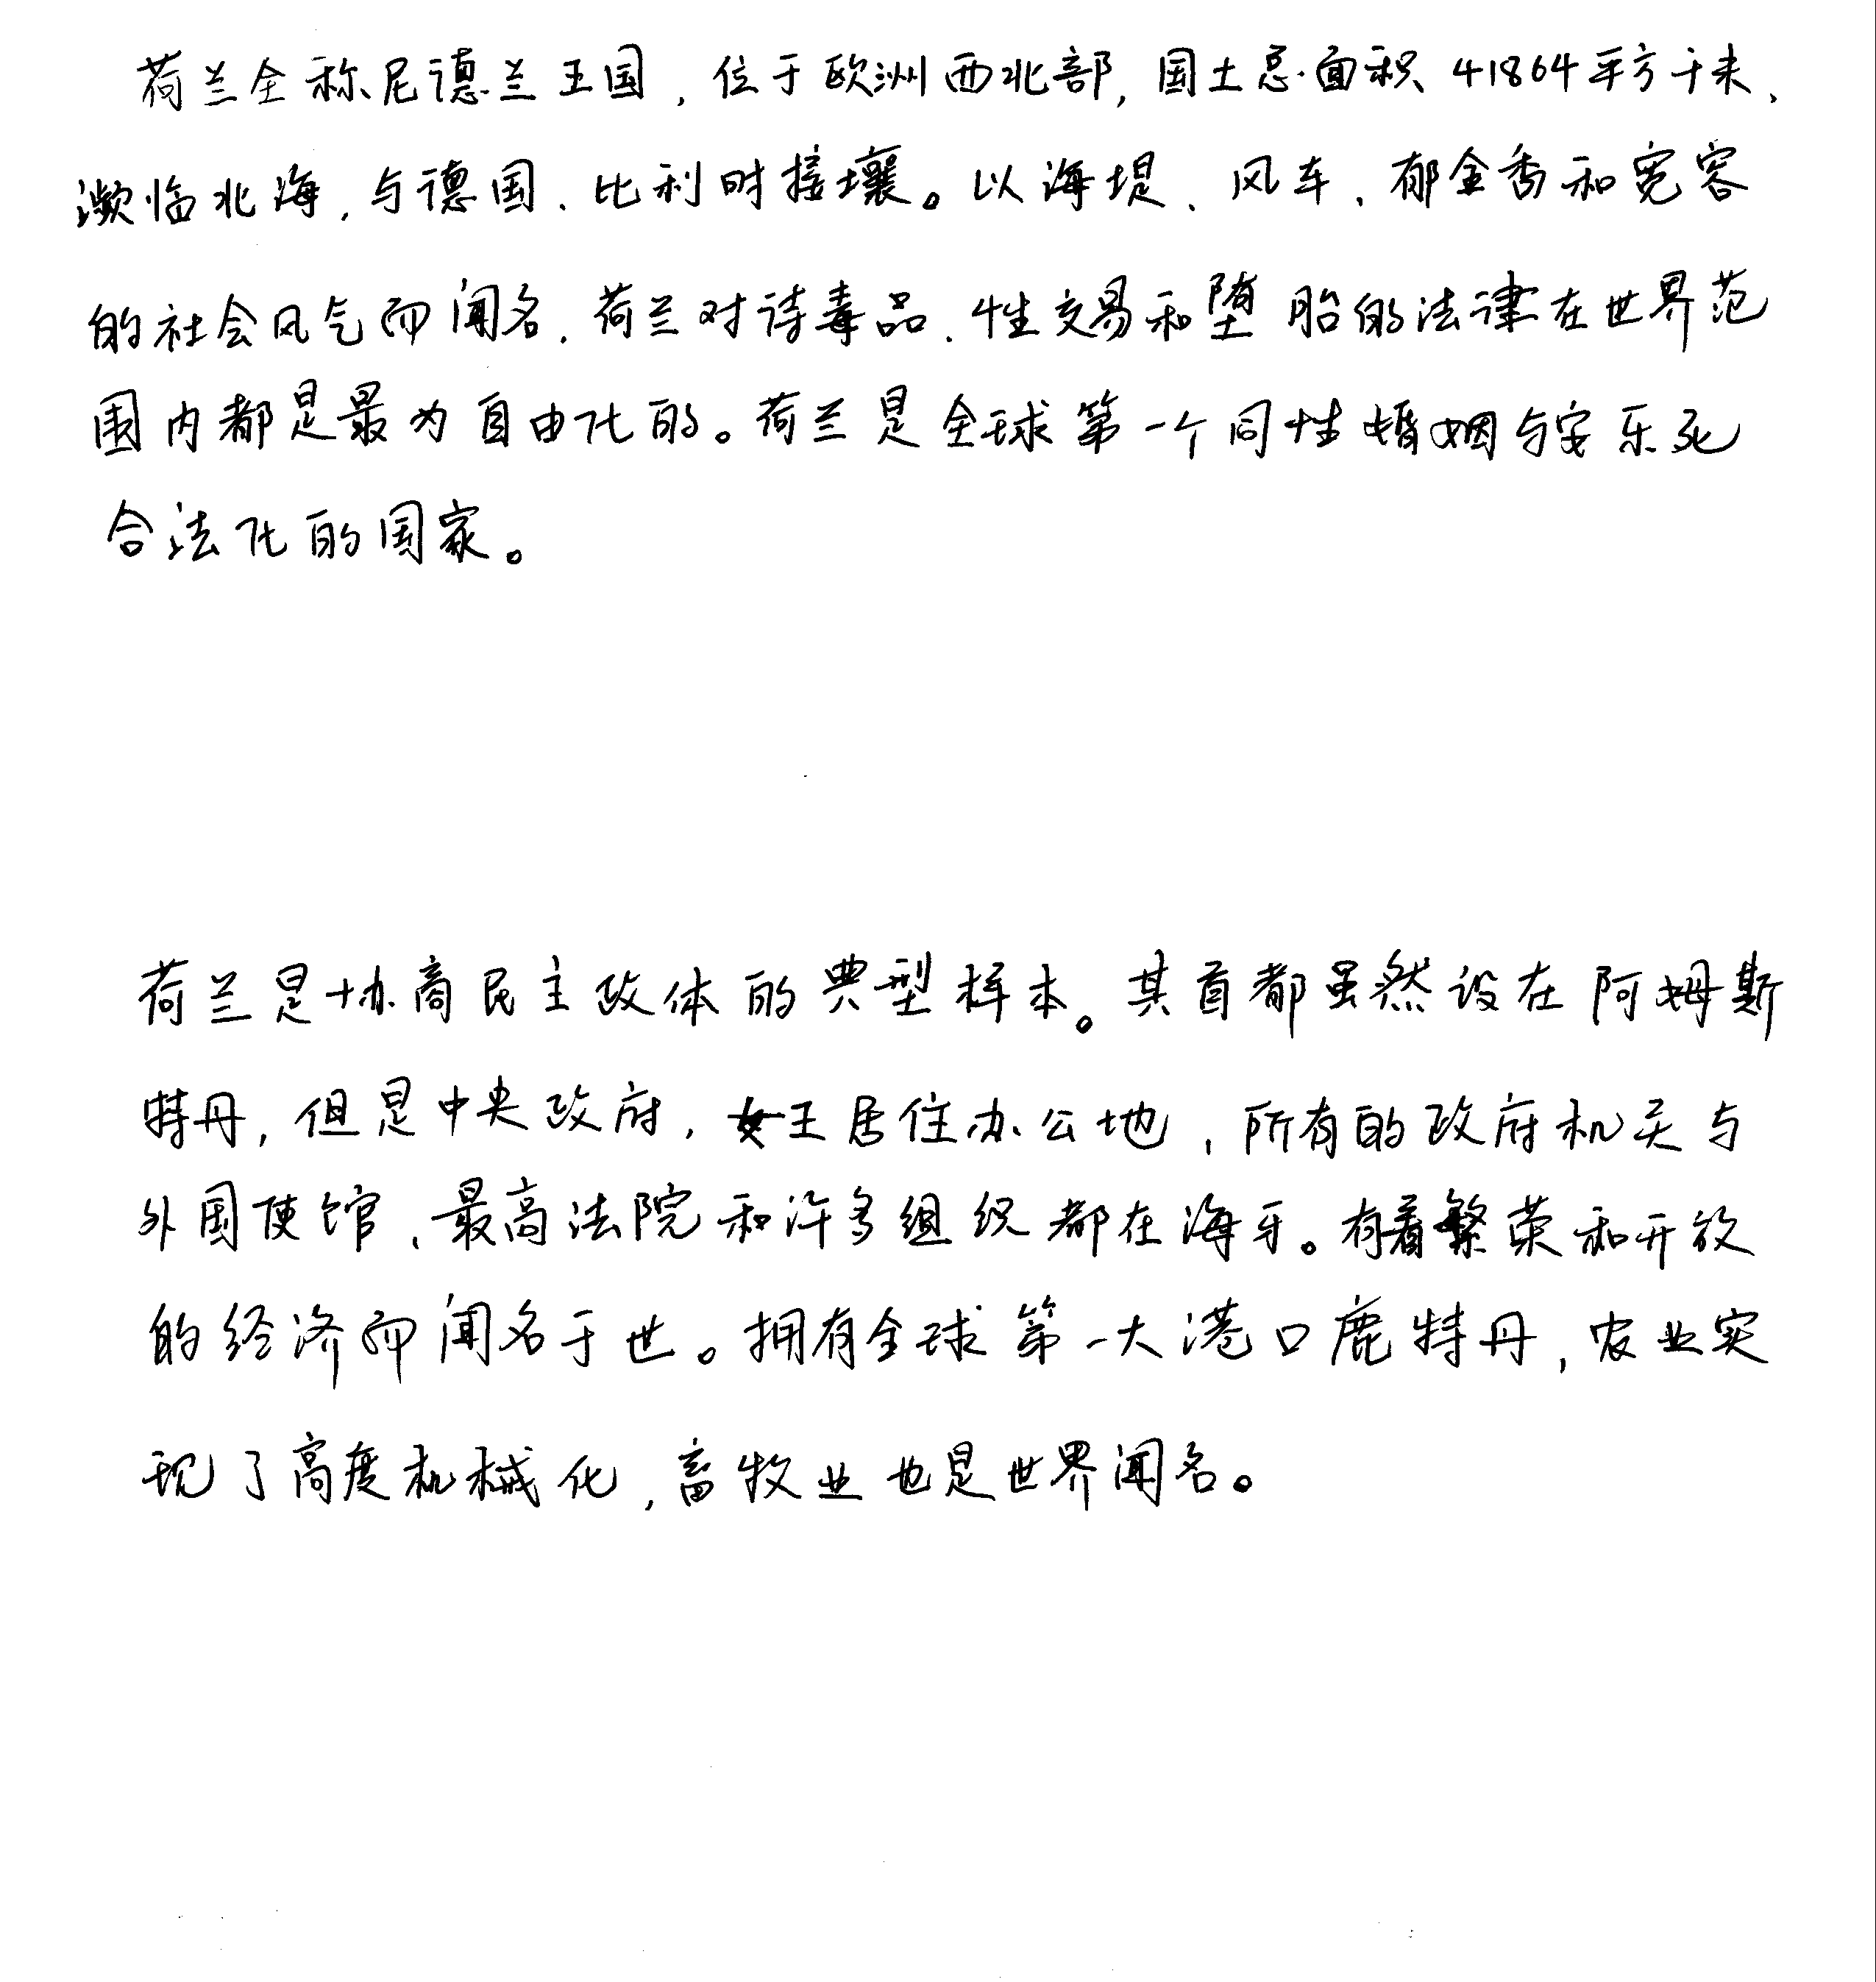 荷兰全称尼德兰王国，位于欧洲西北部，国土总面积41864平方千米，
濒临北海，与德国、比利时接壤。以海堤、风车、郁金香和宽容
的社会风气而闻名，荷兰对待毒品、性交易和堕胎的法律在世界范
围内都是最为自由化的。荷兰是全球第一个同性婚姻与安乐死
合法化的国家。
荷兰是协商民主政体的典型样本。其首都虽然设在阿姆斯
特丹，但是中央政府，女王居住办公地，所有的政府机关与
外国使馆、最高法院和许多组织都在海牙。有着繁荣和开放
的经济而闻名于世。拥有全球第一大港口鹿特丹，农业实
现了高度机械化，畜牧业也是世界闻名。